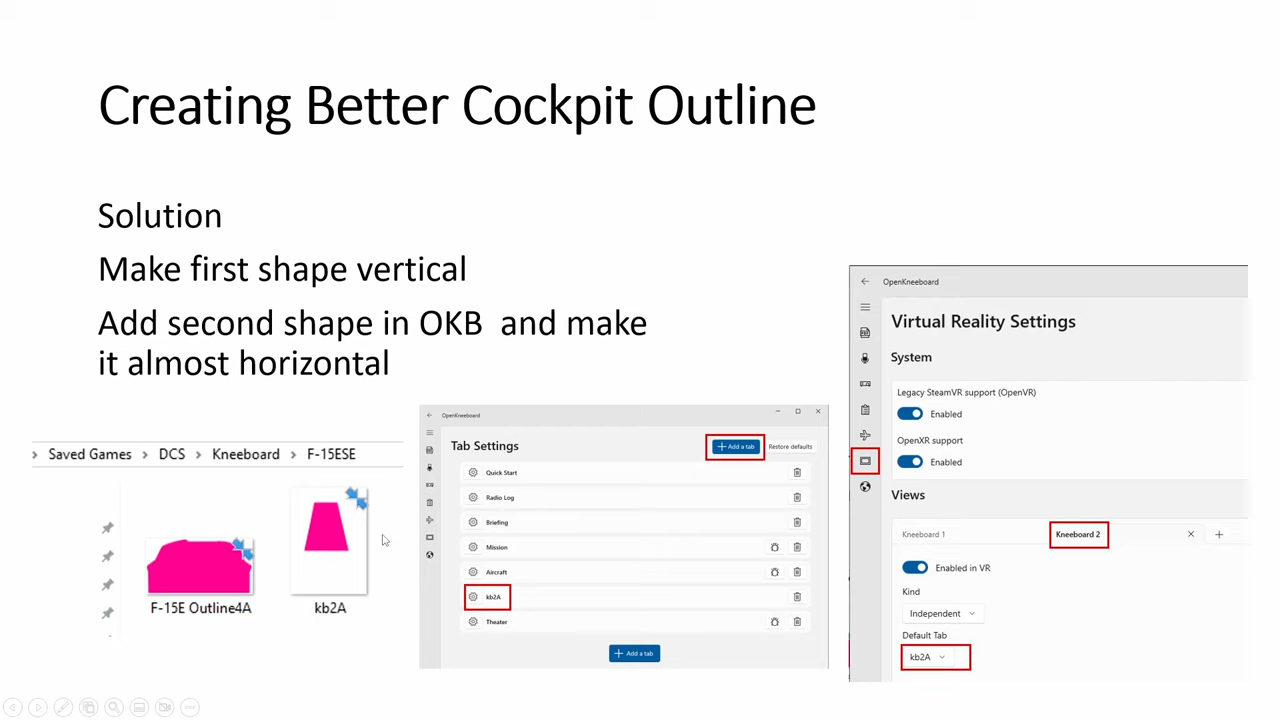 Creating Better Cockpit Outline
Solution
Make first shape vertical
Add second shape in OKB and make
it almost horizontal
Saved Games
DCS
Kneeboard
F-15ESE
F-15E Outline4A
kb2A
OpenKneeboard
Tab Settings
Add a tab
Restore defaults
Quick Start
Radio Log
Briefing
Mission
Aircraft
kb2A
Theater
Add a tab
OpenKneeboard
Virtual Reality Settings
System
Legacy SteamVR support (OpenVR)
Enabled
OpenXR support
Enabled
Views
Kneeboard 1
Kneeboard 2
Enabled in VR
Kind
Independent
Default Tab
kb2A